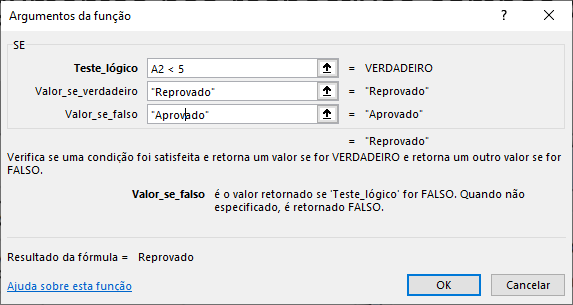 Argumentos da função ? ×
SE
Teste_lógico A2 < 5 = VERDADEIRO
Valor_se_verdadeiro "Reprovado" = "Reprovado"
Valor_se_falso "Aprovado" = "Aprovado"
= "Reprovado"
Verifica se uma condição foi satisfeita e retorna um valor se for VERDADEIRO e retorna um outro valor se for
FALSO.
Valor_se_falso é o valor retornado se 'Teste_lógico' for FALSO. Quando não
especificado, é retornado FALSO.
Resultado da fórmula = Reprovado
Ajuda sobre esta função OK Cancelar